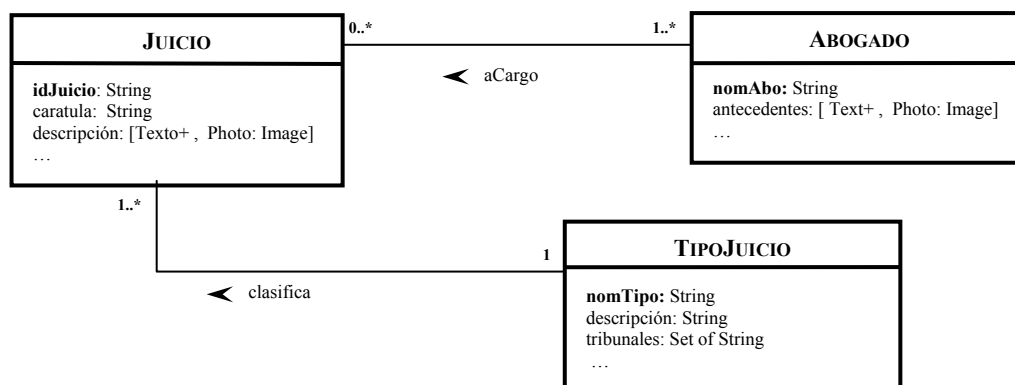 JUICIO
idJuicio: String
caratula: String
descripción: [Texto+ , Photo: Image]
…
0..*
1..*
aCargo
ABOGADO
nomAbo: String
antecedentes: [ Text+ , Photo: Image]
…
1..*
1
clasifica
TIPOJUICIO
nomTipo: String
descripción: String
tribunales: Set of String
…